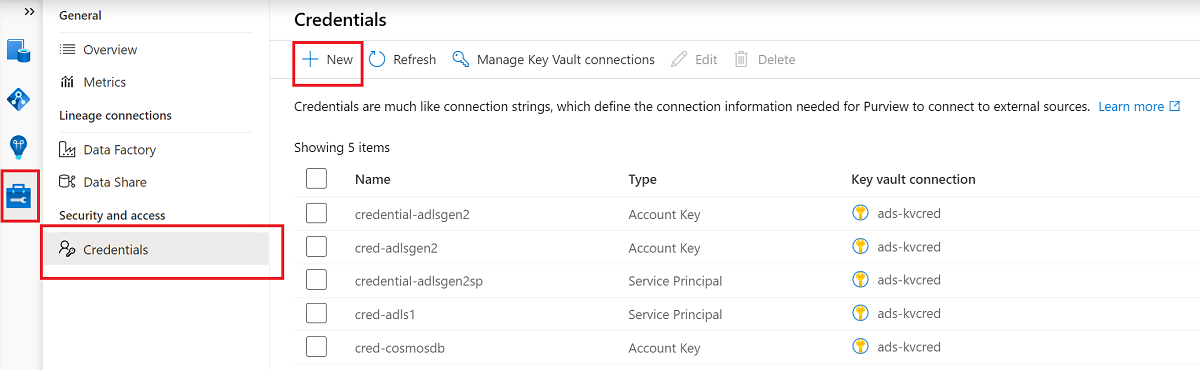 »
General
Overview
Metrics
Lineage connections
Data Factory
Data Share
Security and access
Credentials
Credentials
New Refresh Manage Key Vault connections Edit Delete
Credentials are much like connection strings, which define the connection information needed for Purview to connect to external sources. Learn more
Showing 5 items
Name Type Key vault connection
credential-adlsgen2 Account Key ads-kvcred
cred-adlsgen2 Account Key ads-kvcred
credential-adlsgen2sp Service Principal ads-kvcred
cred-adls1 Service Principal ads-kvcred
cred-cosmosdb Account Key ads-kvcred